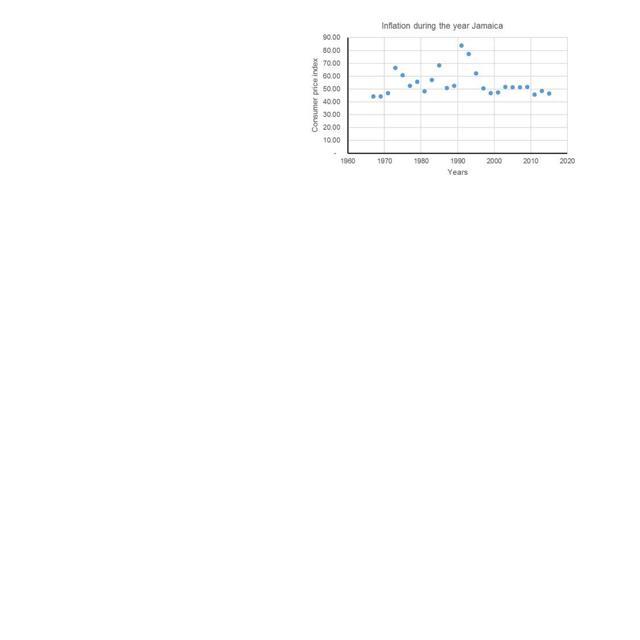 Inflation during the year Jamaica
Consumer price index
90.00
80.00
70.00
60.00
50.00
40.00
30.00
20.00
10.00
-
1960 1970 1980 1990 2000 2010 2020
Years